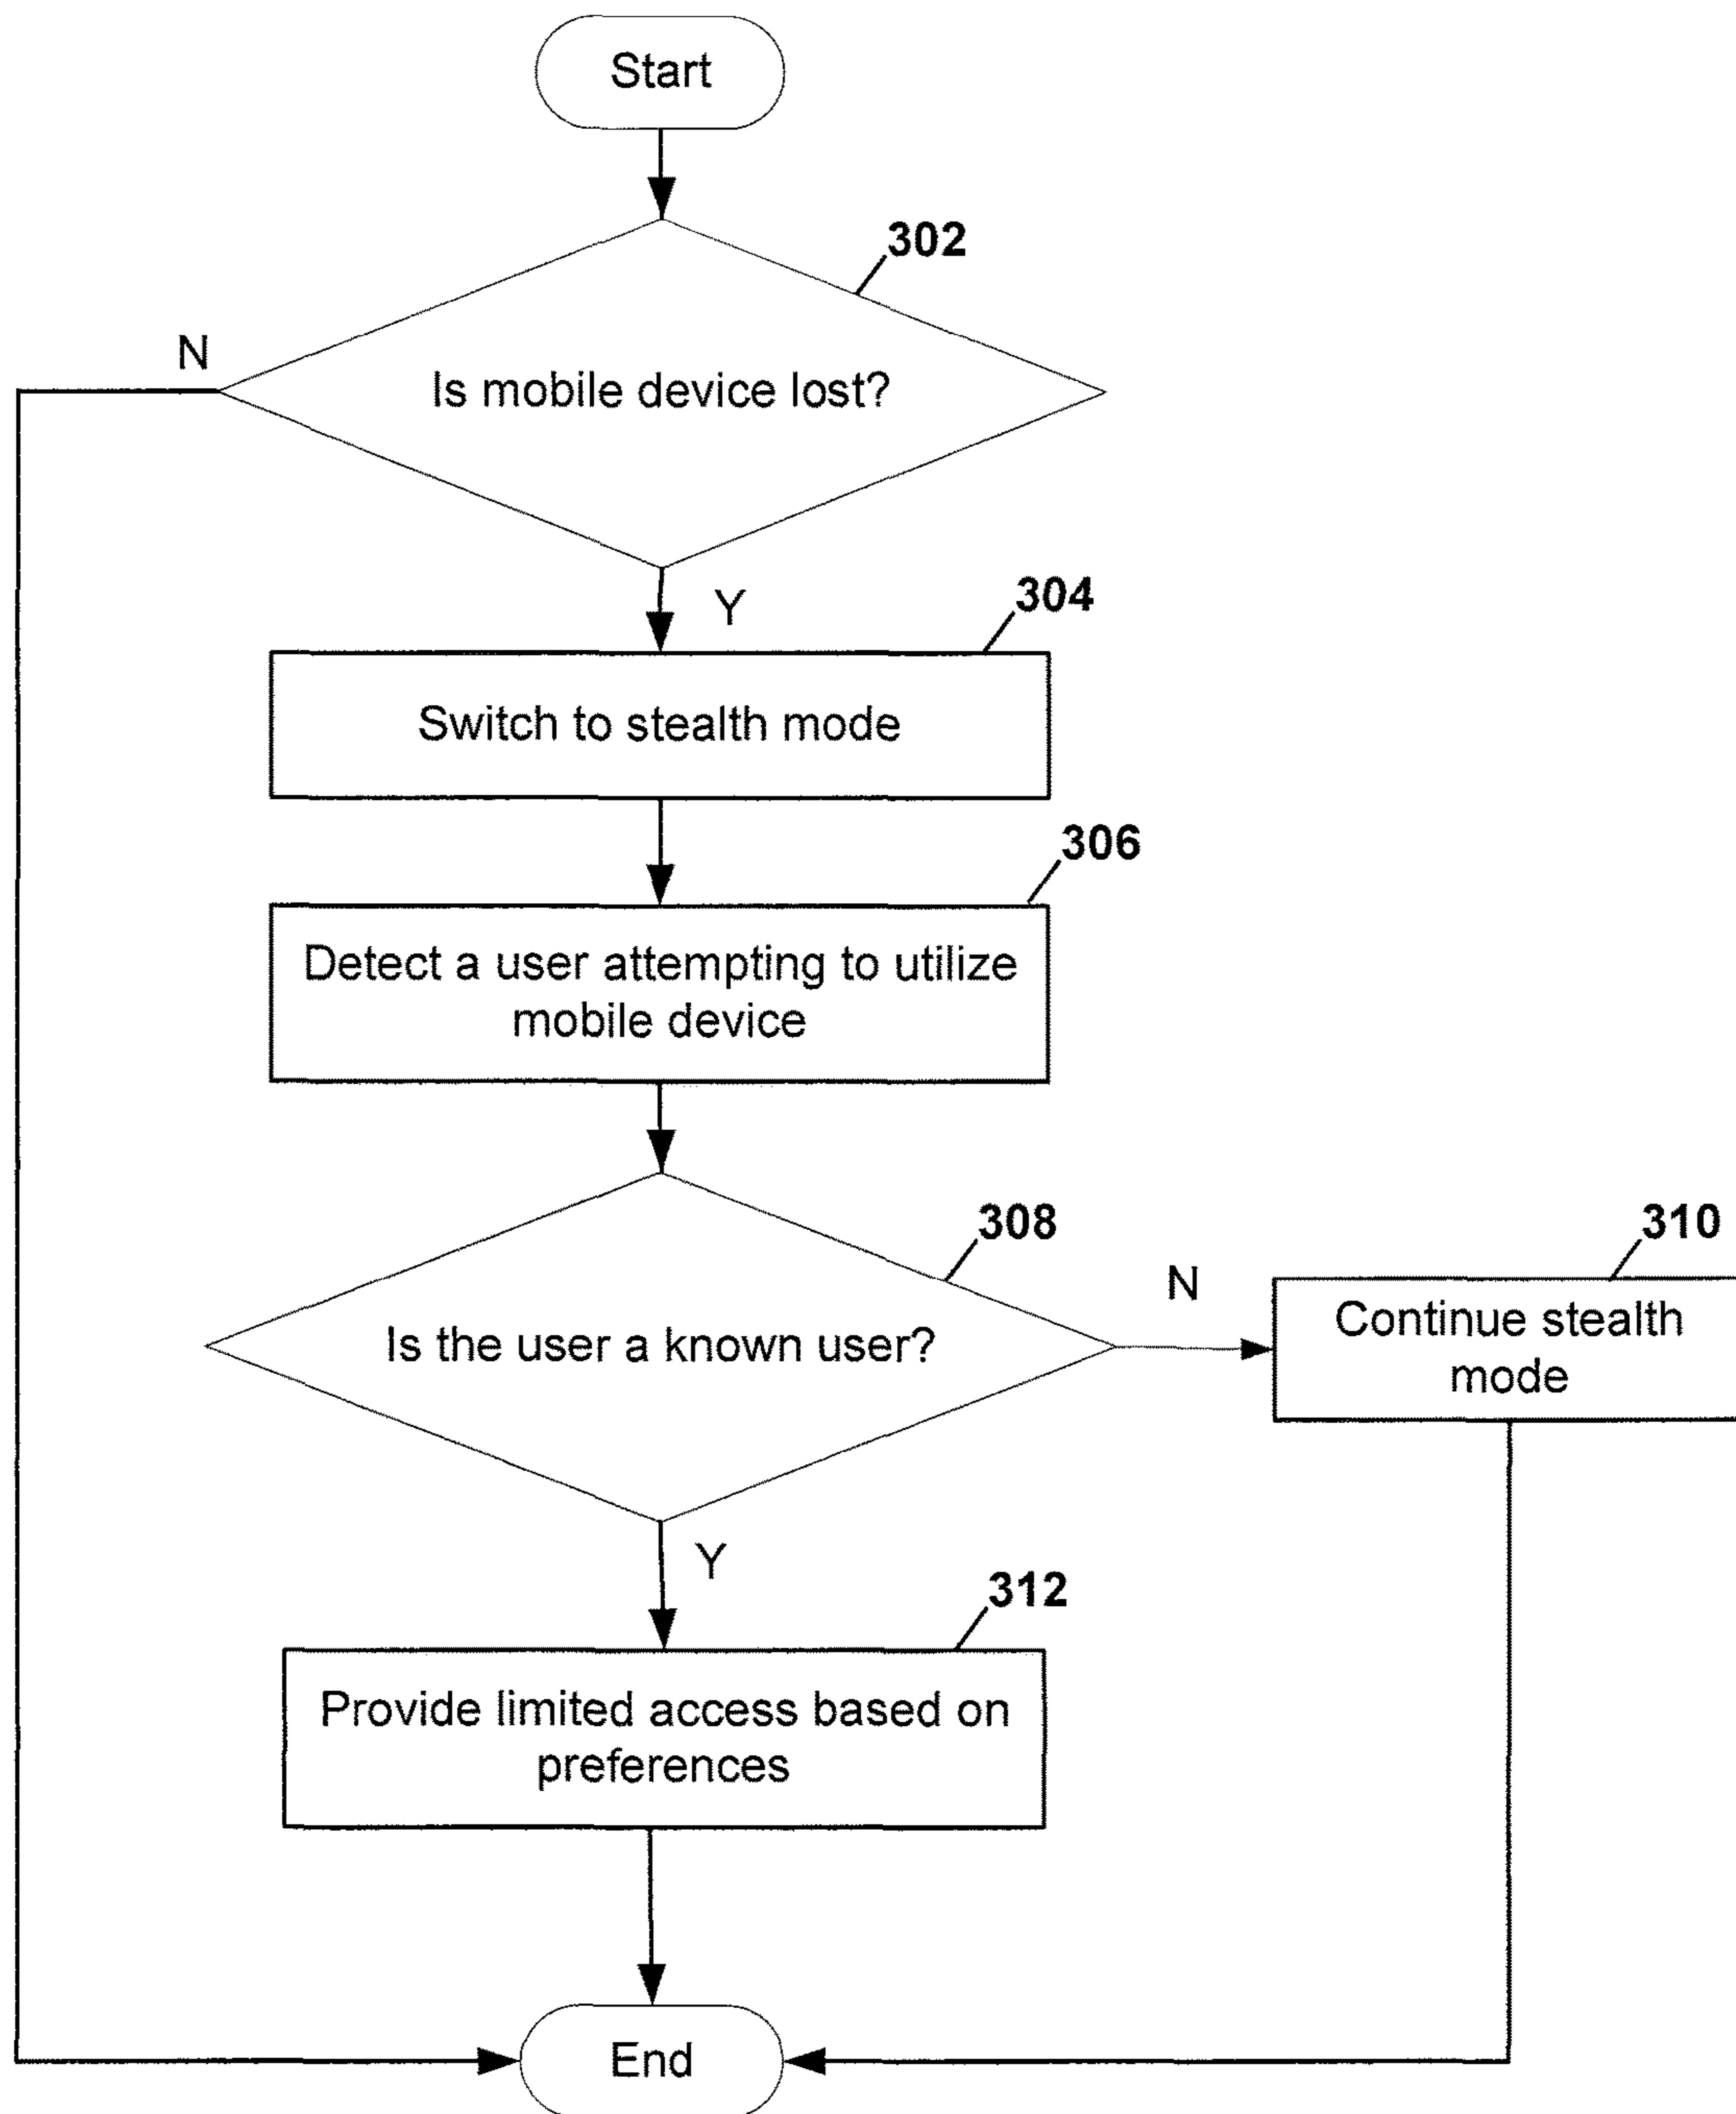 Start
302
N
Is mobile device lost?
Y
304
Switch to stealth mode
306
Detect a user attempting to utilize
mobile device
308
N
310
Is the user a known user?
Continue stealth
mode
Y
312
Provide limited access based on
preferences
End